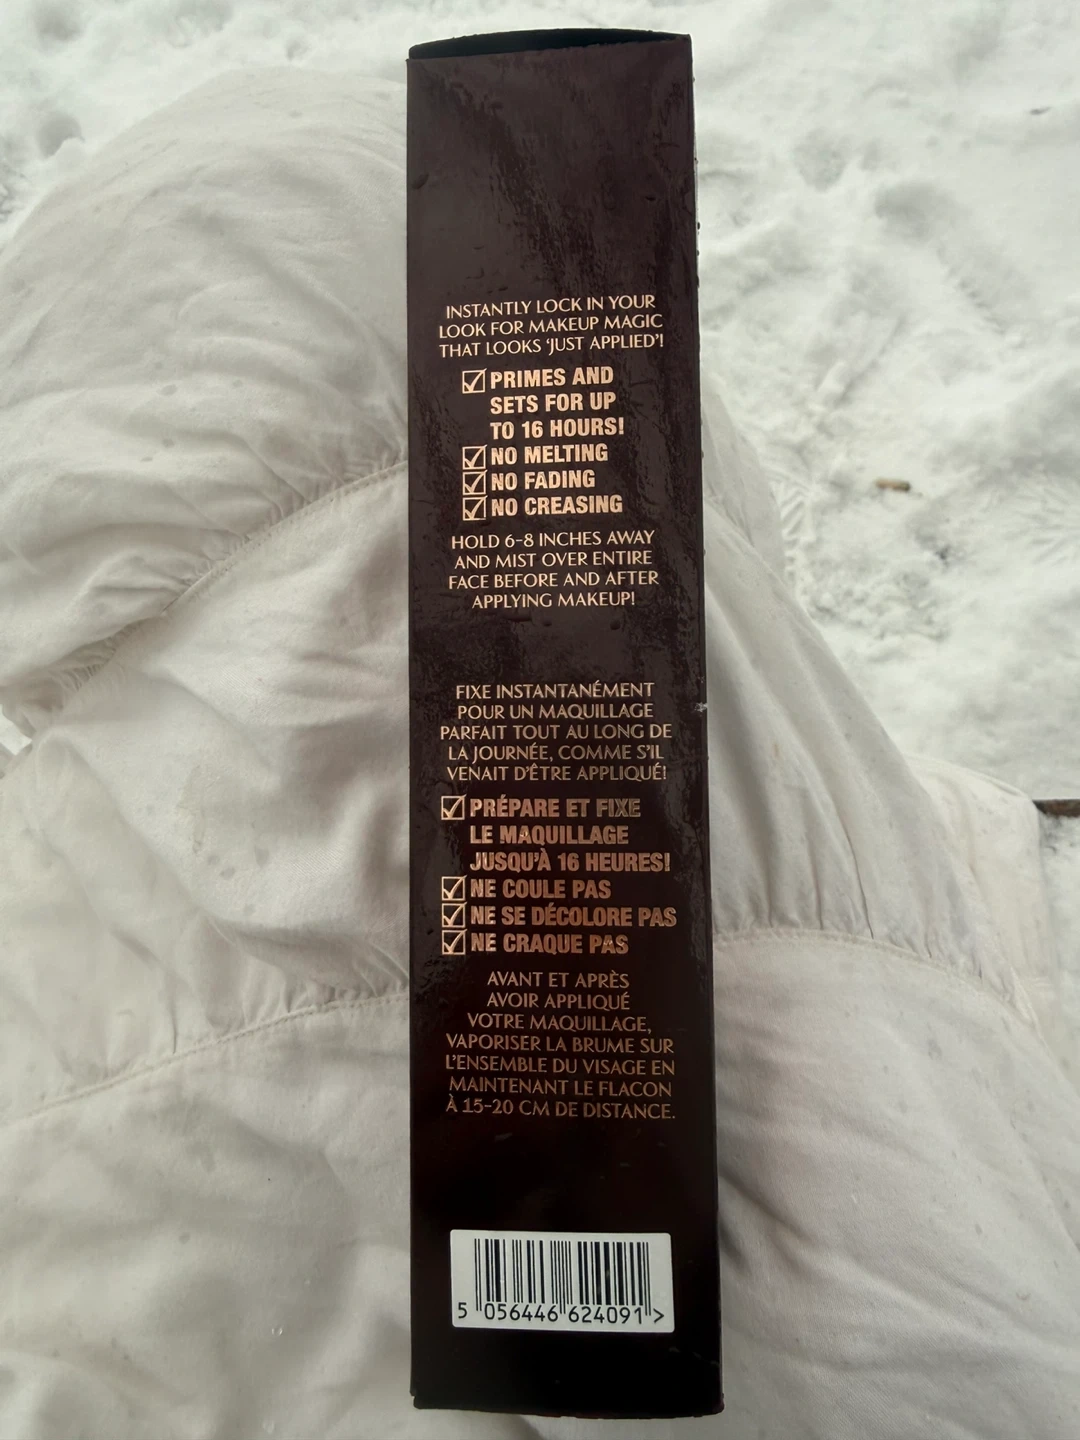 INSTANTLY LOCK IN YOUR
LOOK FOR MAKEUP MAGIC
THAT LOOKS 'JUST APPLIED'!
PRIMES AND
SETS FOR UP
TO 16 HOURS!
NO MELTING
NO FADING
NO CREASING
HOLD 6-8 INCHES AWAY
AND MIST OVER ENTIRE
FACE BEFORE AND AFTER
APPLYING MAKEUP!
FIXE INSTANTANÉMENT
POUR UN MAQUILLAGE
PARFAIT TOUT AU LONG DE
LA JOURNÉE, COMME S'IL
VENAIT D'ÊTRE APPLIQUÉ!
PRÉPARE ET FIXE
LE MAQUILLAGE
JUSQU'À 16 HEURES!
NE COULE PAS
NE SE DÉCOLORE PAS
NE CRAQUE PAS
AVANT ET APRÈS
AVOIR APPLIQUÉ
VOTRE MAQUILLAGE,
VAPORISER LA BRUME SUR
L'ENSEMBLE DU VISAGE EN
MAINTENANT LE FLACON
À 15-20 CM DE DISTANCE.
5 056446 624091 >